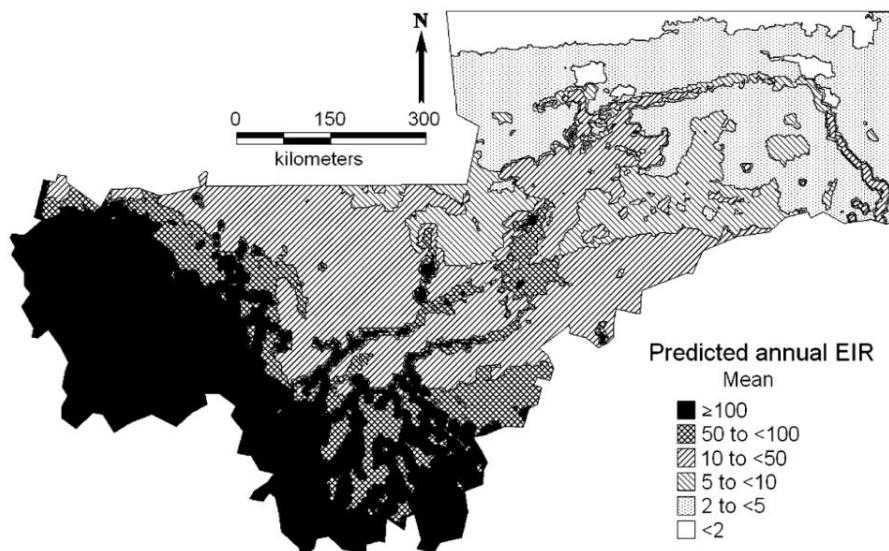 N
0 150 300
kilometers
Predicted annual EIR
Mean
≥100
50 to <100
10 to <50
5 to <10
2 to <5
<2